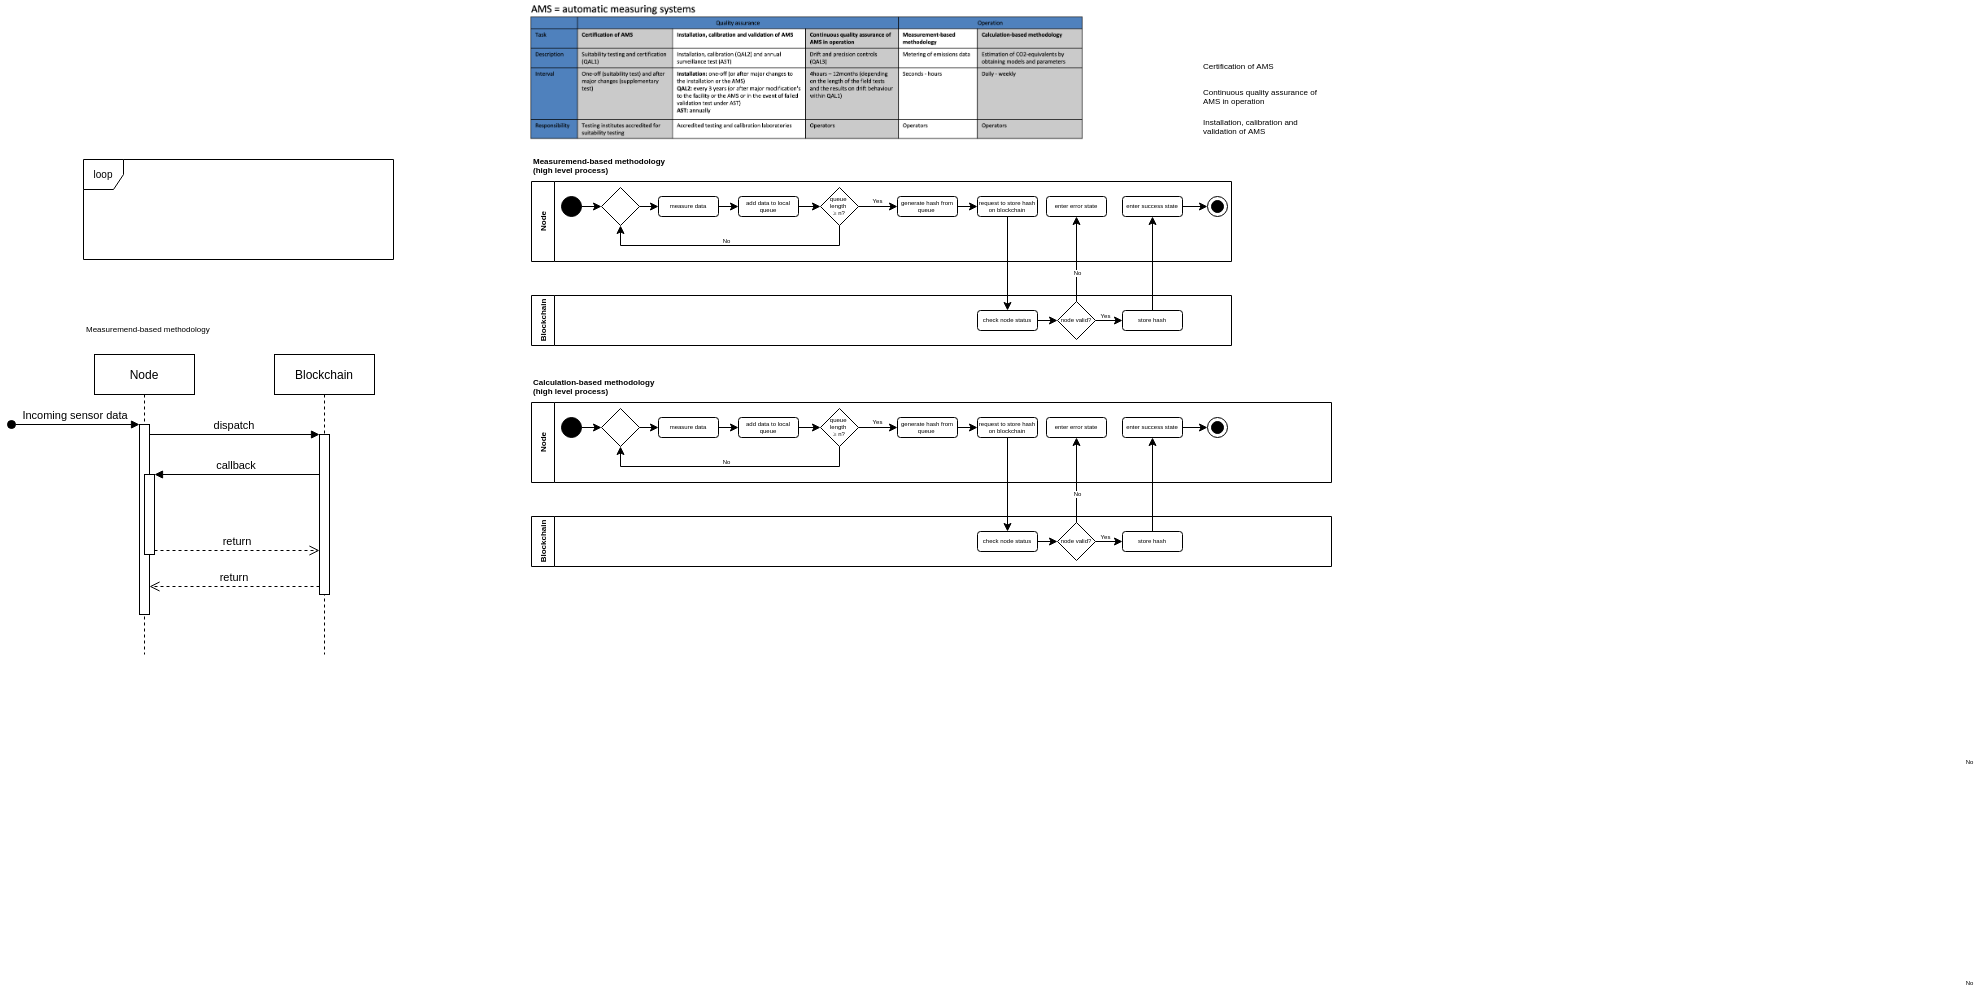 AMS = automatic measuring systems
Quality assurance
Operation
Task
Certification of AMS
Installation, calibration and validation of AMS
Continuous quality assurance of
AMS in operation
Measurement-based
methodology
Calculation-based methodology
Description
Suitability testing and certification
(QAL1)
Installation, calibration (QAL2) and annual
surveillance test (AST)
Drift and precision controls
(QAL3)
Metering of emissions data
Estimation of CO2-equivalents by
obtaining models and parameters
Interval
One-off (suitability test) and after
major changes (supplementary
test)
Installation: one-off (or after major changes to
the installation or the AMS)
QAL2: every 3 years (or after major modification's
to the facility or the AMS or in the event of failed
validation test under AST)
AST: annually
4hours – 12months (depending
on the length of the field tests
and the results on drift behaviour
within QAL1)
Seconds - hours
Daily - weekly
Responsibility
Testing institutes accredited for
suitability testing
Accredited testing and calibration laboratories
Operators
Operators
Operators
Certification of AMS
Continuous quality assurance of
AMS in operation
Installation, calibration and
validation of AMS
loop
Measuremend-based methodology
Node
Blockchain
Incoming sensor data
dispatch
callback
return
return
Measuremend-based methodology
(high level process)
Node
measure data
add data to local
queue
queue
length
≥ n?
Yes
No
generate hash from
queue
request to store hash
on blockchain
enter error state
enter success state
No
Blockchain
check node status
node valid?
Yes
store hash
Calculation-based methodology
(high level process)
Node
measure data
add data to local
queue
queue
length
≥ n?
Yes
No
generate hash from
queue
request to store hash
on blockchain
enter error state
enter success state
No
Blockchain
check node status
node valid?
Yes
store hash
No
No